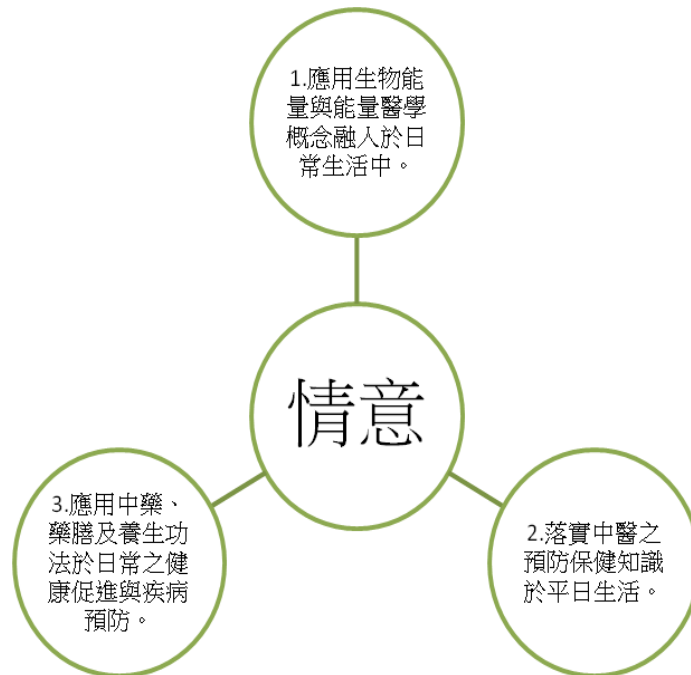 1.應用生物能
量與能量醫學
概念融入於日
常生活中。
情意
2.落實中醫之
預防保健知識
於平日生活。
3.應用中藥、
藥膳及養生功
法於日常之健
康促進與疾病
預防。